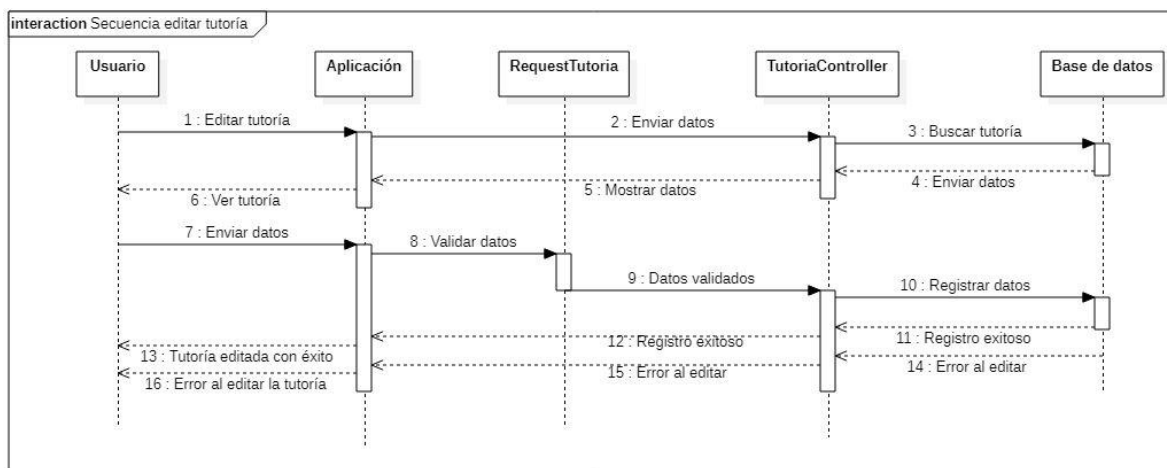 interaction Secuencia editar tutoría
Usuario
Aplicación
RequestTutoria
TutoriaController
Base de datos
1 : Editar tutoría
2 : Enviar datos
3 : Buscar tutoría
4 : Enviar datos
5 : Mostrar datos
6 : Ver tutoría
7 : Enviar datos
8 : Validar datos
9 : Datos validados
10 : Registrar datos
11 : Registro exitoso
12 : Registro exitoso
13 : Tutoría editada con éxito
14 : Error al editar
15 : Error al editar
16 : Error al editar la tutoría